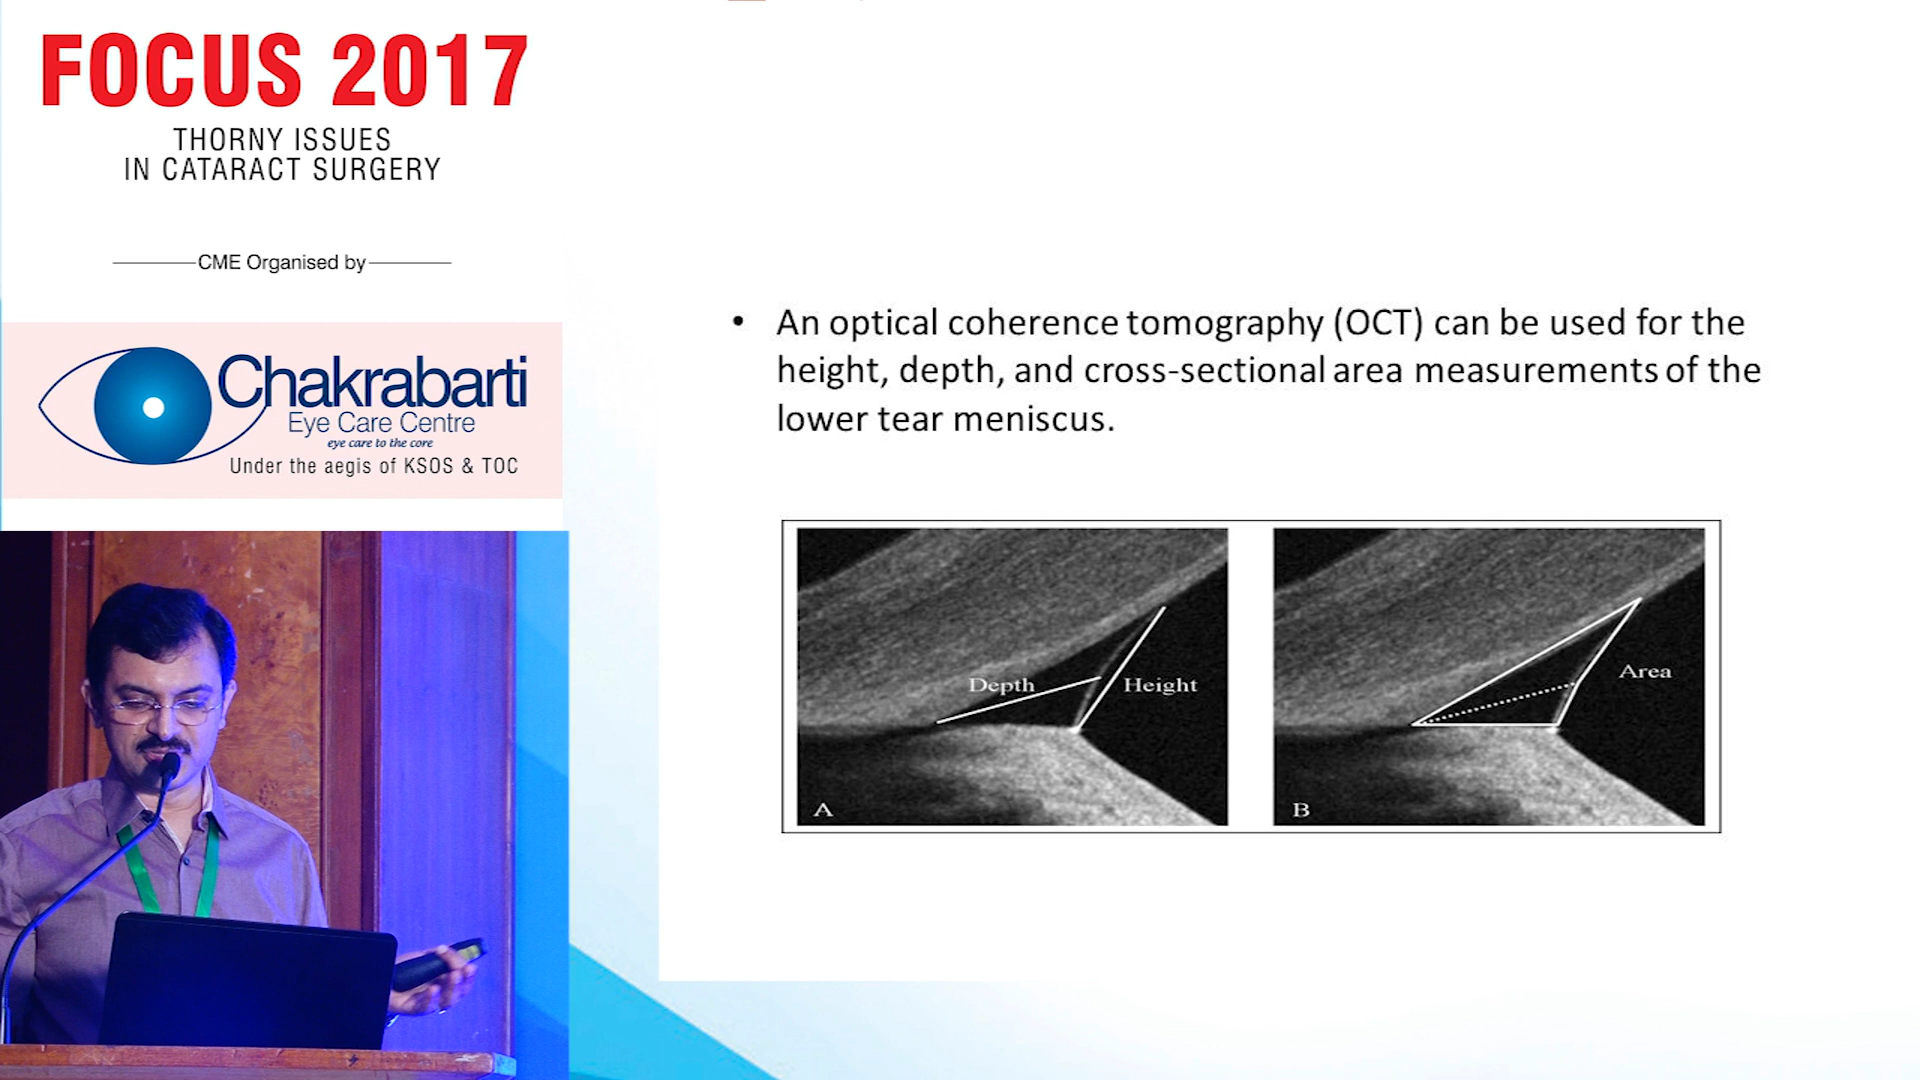 FOCUS 2017
THORNY ISSUES
IN CATARACT SURGERY
CME Organised by
Chakrabarti
Eye Care Centre
eye care to the core
Under the aegis of KSOS & TOC
• An optical coherence tomography (OCT) can be used for the
height, depth, and cross-sectional area measurements of the
lower tear meniscus.
Depth
Height
A
Area
B